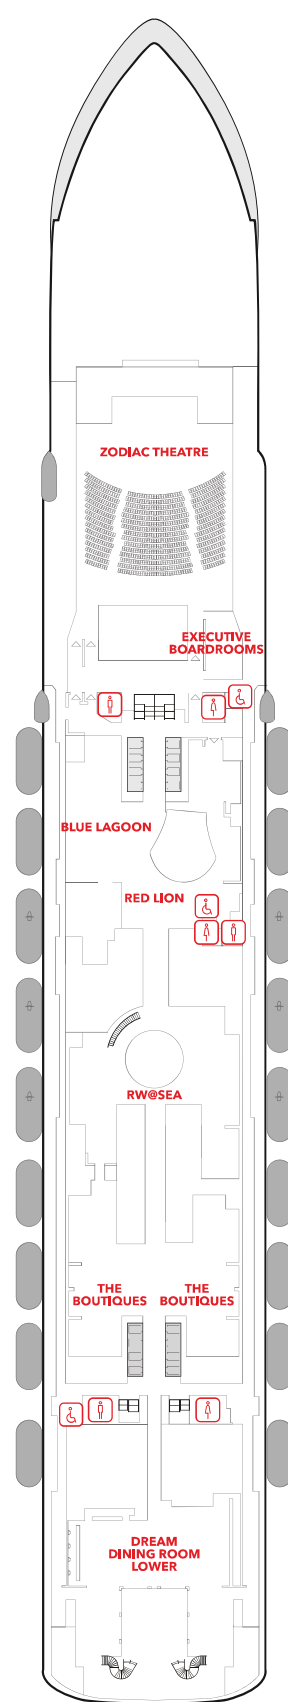 ZODIAC THEATRE
EXECUTIVE
BOARDROOMS
BLUE LAGOON
RED LION
RW@SEA
THE
BOUTIQUES
THE
BOUTIQUES
DREAM
DINING ROOM
LOWER